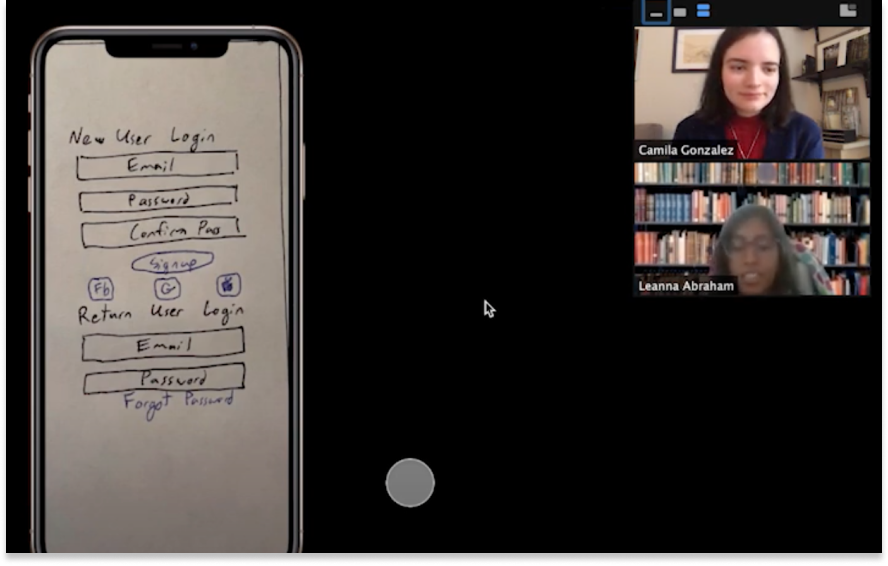 New User Login
Email
Password
Confirm Pass
Signup
Fb G
Return User Login
Email
Password
Forgot Password
Camila Gonzalez
Leanna Abraham